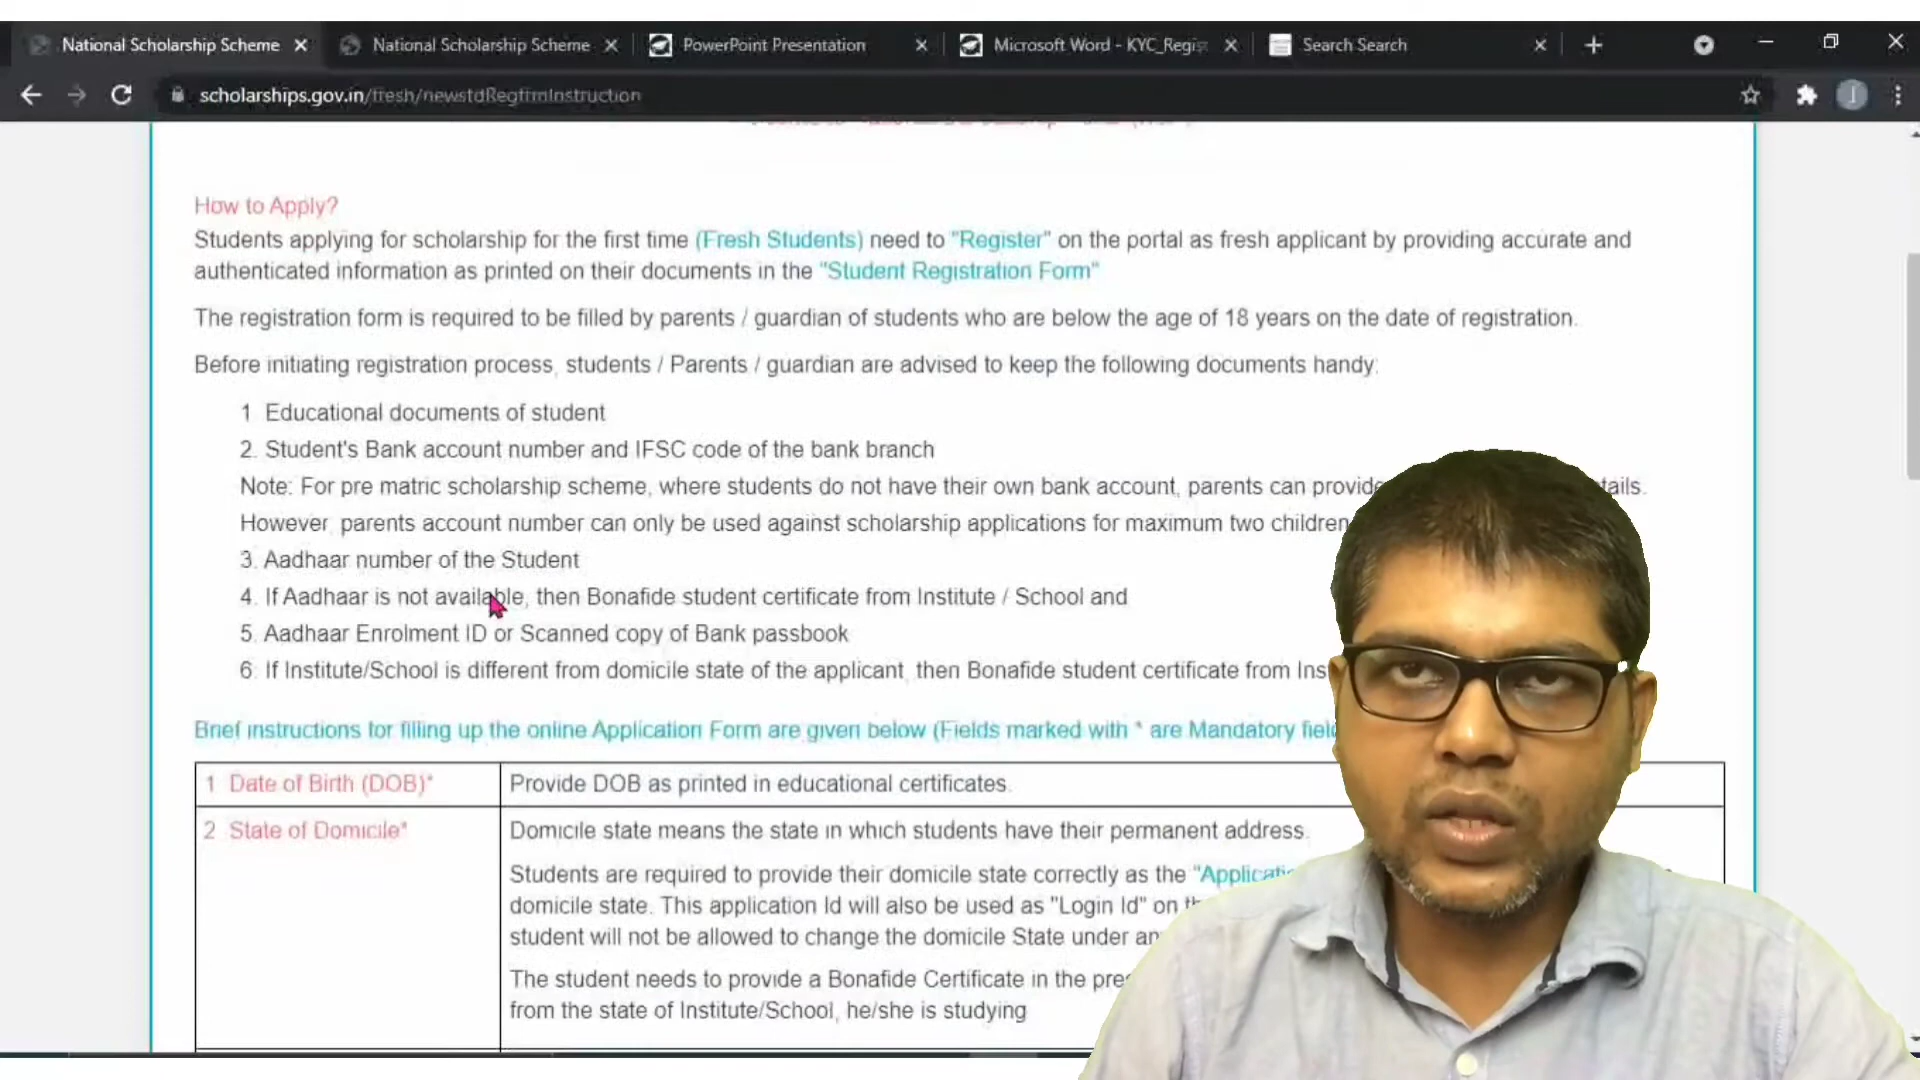 National Scholarship Scheme
National Scholarship Scheme
PowerPoint Presentation
Microsoft Word - KYC_Regis
Search Search
scholarships.gov.in/fresh/newstdRegfrmInstruction
J
How to Apply?
Students applying for scholarship for the first time (Fresh Students) need to "Register" on the portal as fresh applicant by providing accurate and
authenticated information as printed on their documents in the "Student Registration Form"
The registration form is required to be filled by parents / guardian of students who are below the age of 18 years on the date of registration.
Before initiating registration process, students / Parents / guardian are advised to keep the following documents handy:
1 Educational documents of student
2. Student's Bank account number and IFSC code of the bank branch
Note: For pre matric scholarship scheme, where students do not have their own bank account, parents can provide tails.
However, parents account number can only be used against scholarship applications for maximum two children
3. Aadhaar number of the Student
4. If Aadhaar is not available, then Bonafide student certificate from Institute / School and
5. Aadhaar Enrolment ID or Scanned copy of Bank passbook
6. If Institute/School is different from domicile state of the applicant, then Bonafide student certificate from Ins
Brief instructions for filling up the online Application Form are given below (Fields marked with * are Mandatory field
1 Date of Birth (DOB)*
Provide DOB as printed in educational certificates.
2 State of Domicile*
Domicile state means the state in which students have their permanent address.
Students are required to provide their domicile state correctly as the "Applicati
domicile state. This application Id will also be used as "Login Id" on th
student will not be allowed to change the domicile State under an
The student needs to provide a Bonafide Certificate in the pre
from the state of Institute/School, he/she is studying